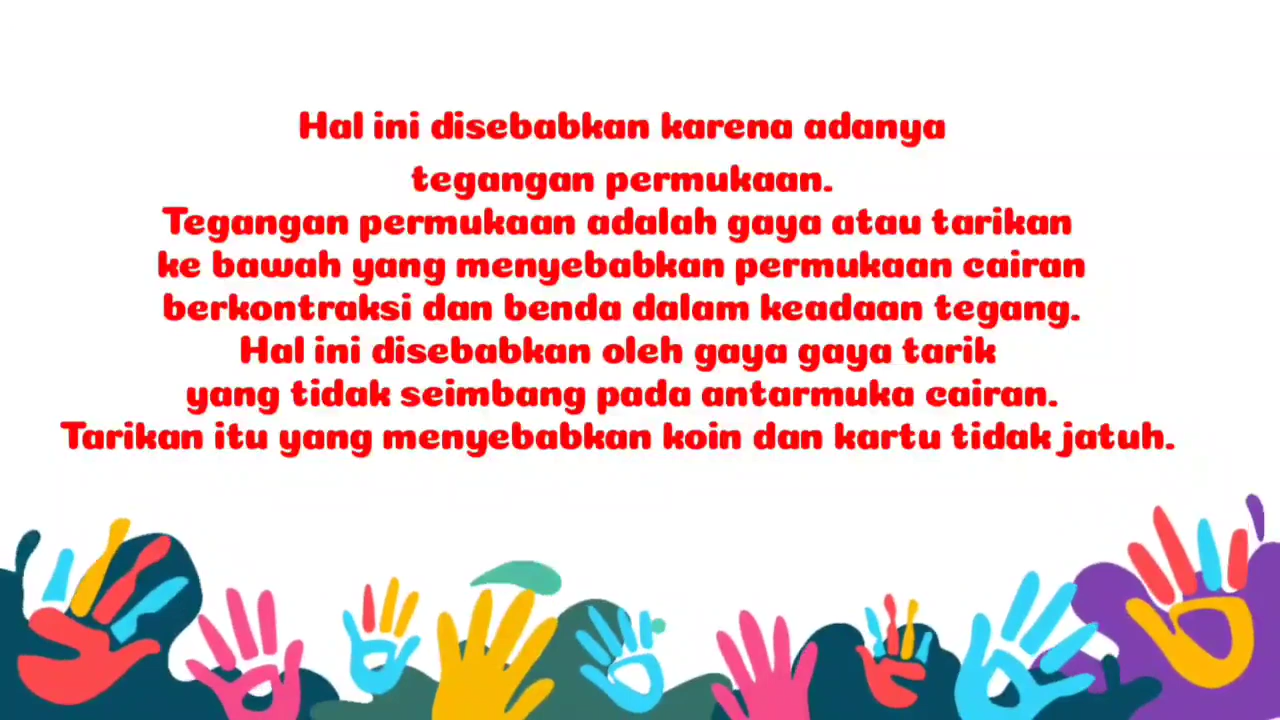 Hal ini disebabkan karena adanya
tegangan permukaan.
Tegangan permukaan adalah gaya atau tarikan
ke bawah yang menyebabkan permukaan cairan
berkontraksi dan benda dalam keadaan tegang.
Hal ini disebabkan oleh gaya gaya tarik
yang tidak seimbang pada antarmuka cairan.
Tarikan itu yang menyebabkan koin dan kartu tidak jatuh.